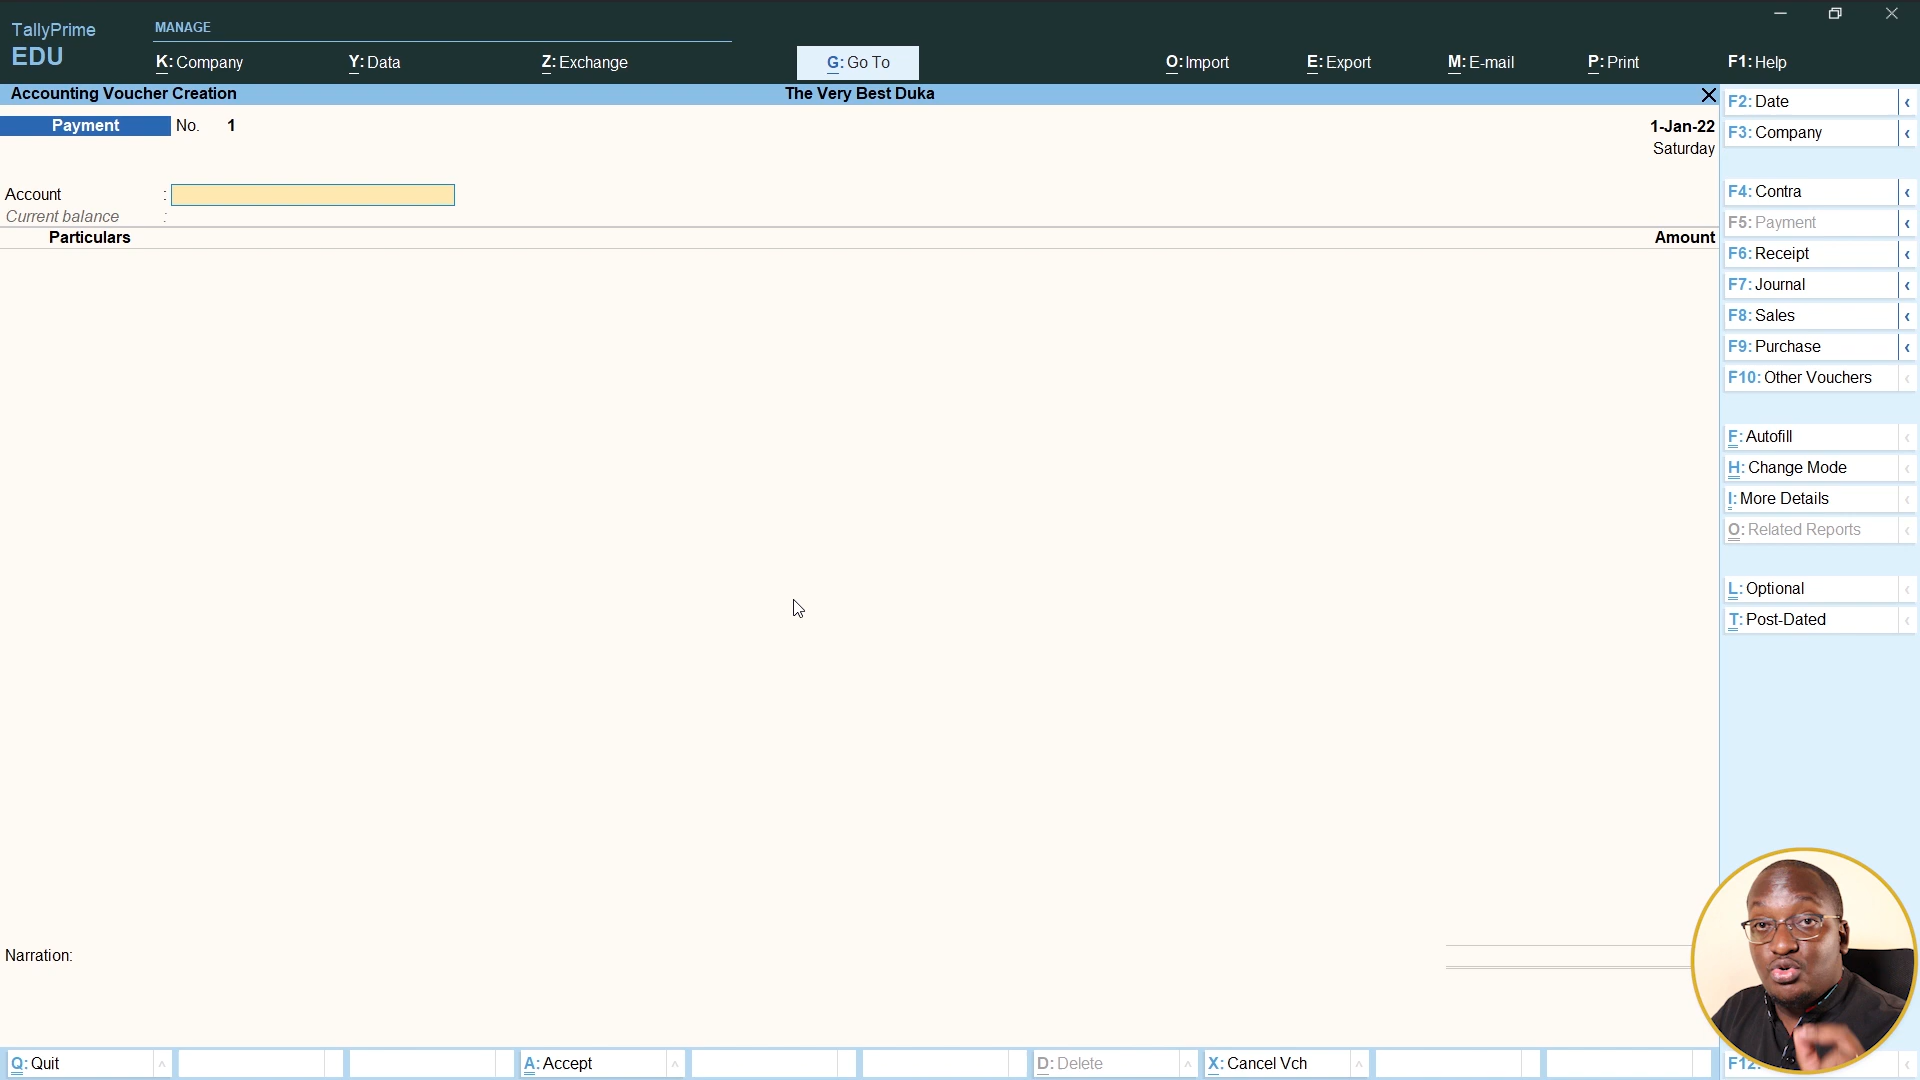 TallyPrime
EDU
MANAGE
K: Company
Y: Data
Z: Exchange
G: Go To
O: Import
E: Export
M: E-mail
P: Print
F1: Help
Accounting Voucher Creation
The Very Best Duka
Payment No. 1
1-Jan-22
Saturday
Account :
Current balance :
Particulars
Amount
F2: Date
F3: Company
F4: Contra
F5: Payment
F6: Receipt
F7: Journal
F8: Sales
F9: Purchase
F10: Other Vouchers
F: Autofill
H: Change Mode
I: More Details
O: Related Reports
L: Optional
T: Post-Dated
Narration:
Q: Quit
A: Accept
D: Delete
X: Cancel Vch
F12: